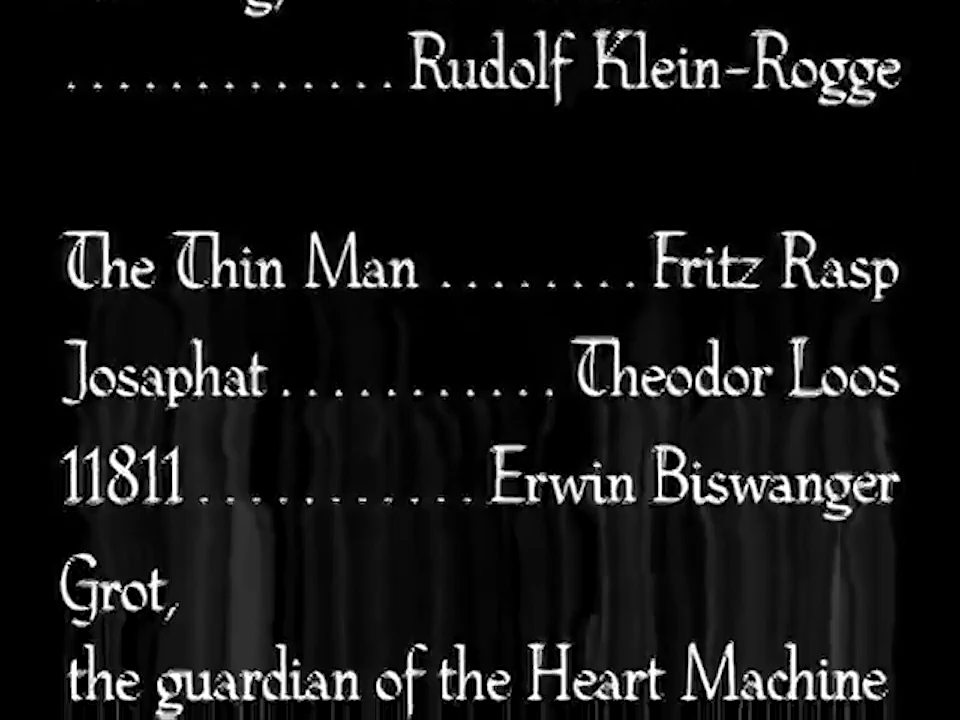 ............. Rudolf Klein-Rogge
The Thin Man ........ Fritz Rasp
Josaphat ........... Theodor Loos
11811 ........... Erwin Biswanger
Grot,
the guardian of the Heart Machine